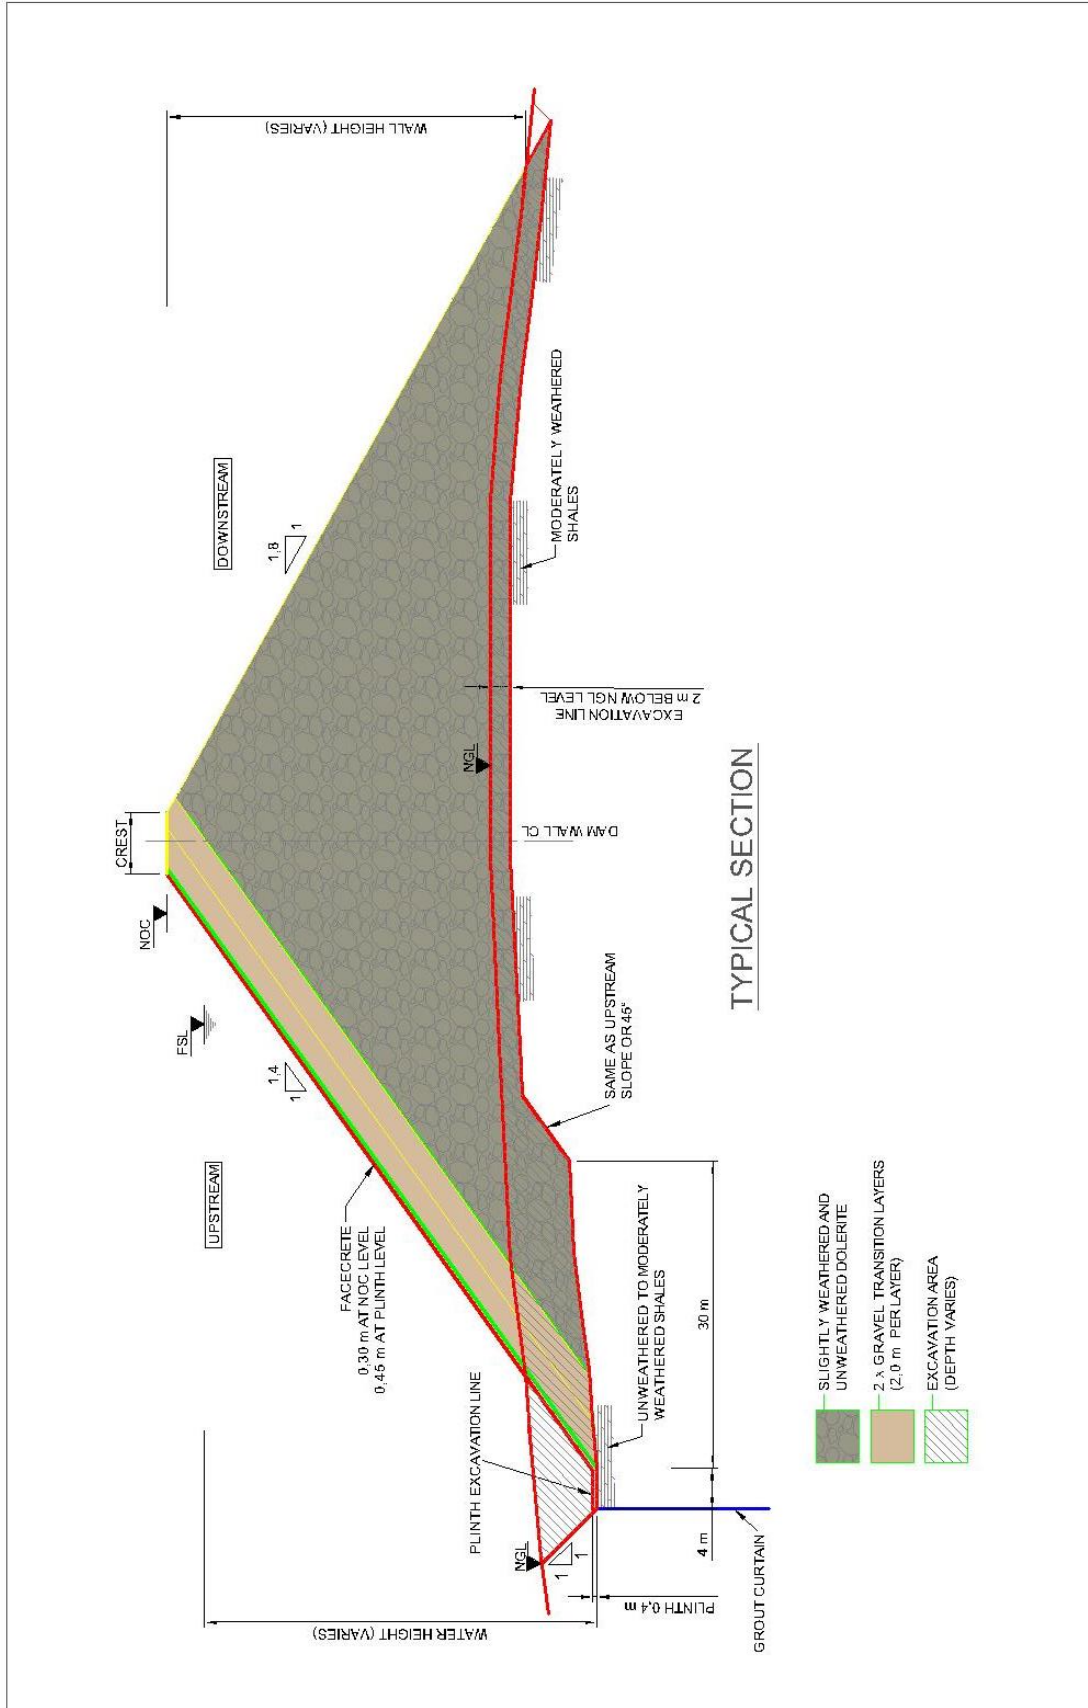 UPSTREAM
DOWNSTREAM
CREST
NOC
FSL
1,4
1
1,8
1
FACECRETE
0,30 m AT NOC LEVEL
0,45 m AT PLINTH LEVEL
WATER HEIGHT (VARIES)
WALL HEIGHT (VARIES)
PLINTH EXCAVATION LINE
NGL
1
1
NGL
DAM WALL CL
EXCAVATION LINE
2 m BELOW NGL LEVEL
MODERATELY WEATHERED
SHALES
SAME AS UPSTREAM
SLOPE OR 45°
UNWEATHERED TO MODERATELY
WEATHERED SHALES
PLINTH 0,4 m
4 m
30 m
GROUT CURTAIN
TYPICAL SECTION
SLIGHTLY WEATHERED AND
UNWEATHERED DOLERITE
2 x GRAVEL TRANSITION LAYERS
(2,0 m PER LAYER)
EXCAVATION AREA
(DEPTH VARIES)